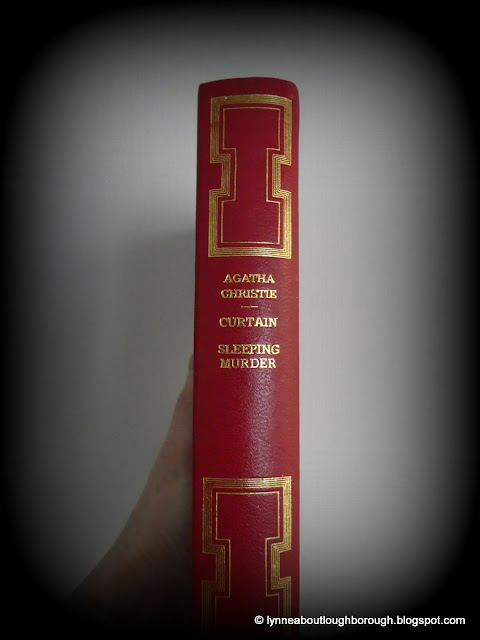 AGATHA
CHRISTIE
CURTAIN
SLEEPING
MURDER
© lynneaboutloughborough.blogspot.com